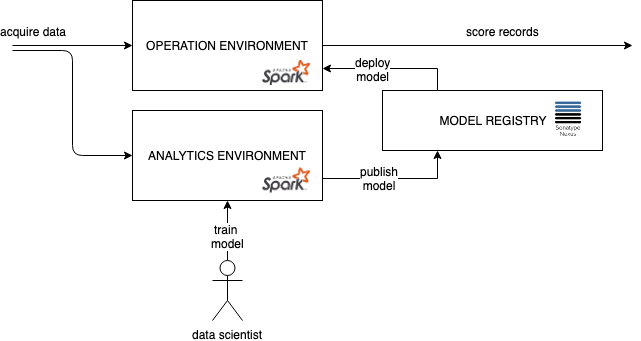 acquire data
OPERATION ENVIRONMENT
score records
APACHE
Spark
deploy
model
MODEL REGISTRY
Sonatype
Nexus
ANALYTICS ENVIRONMENT
APACHE
Spark
publish
model
train
model
data scientist